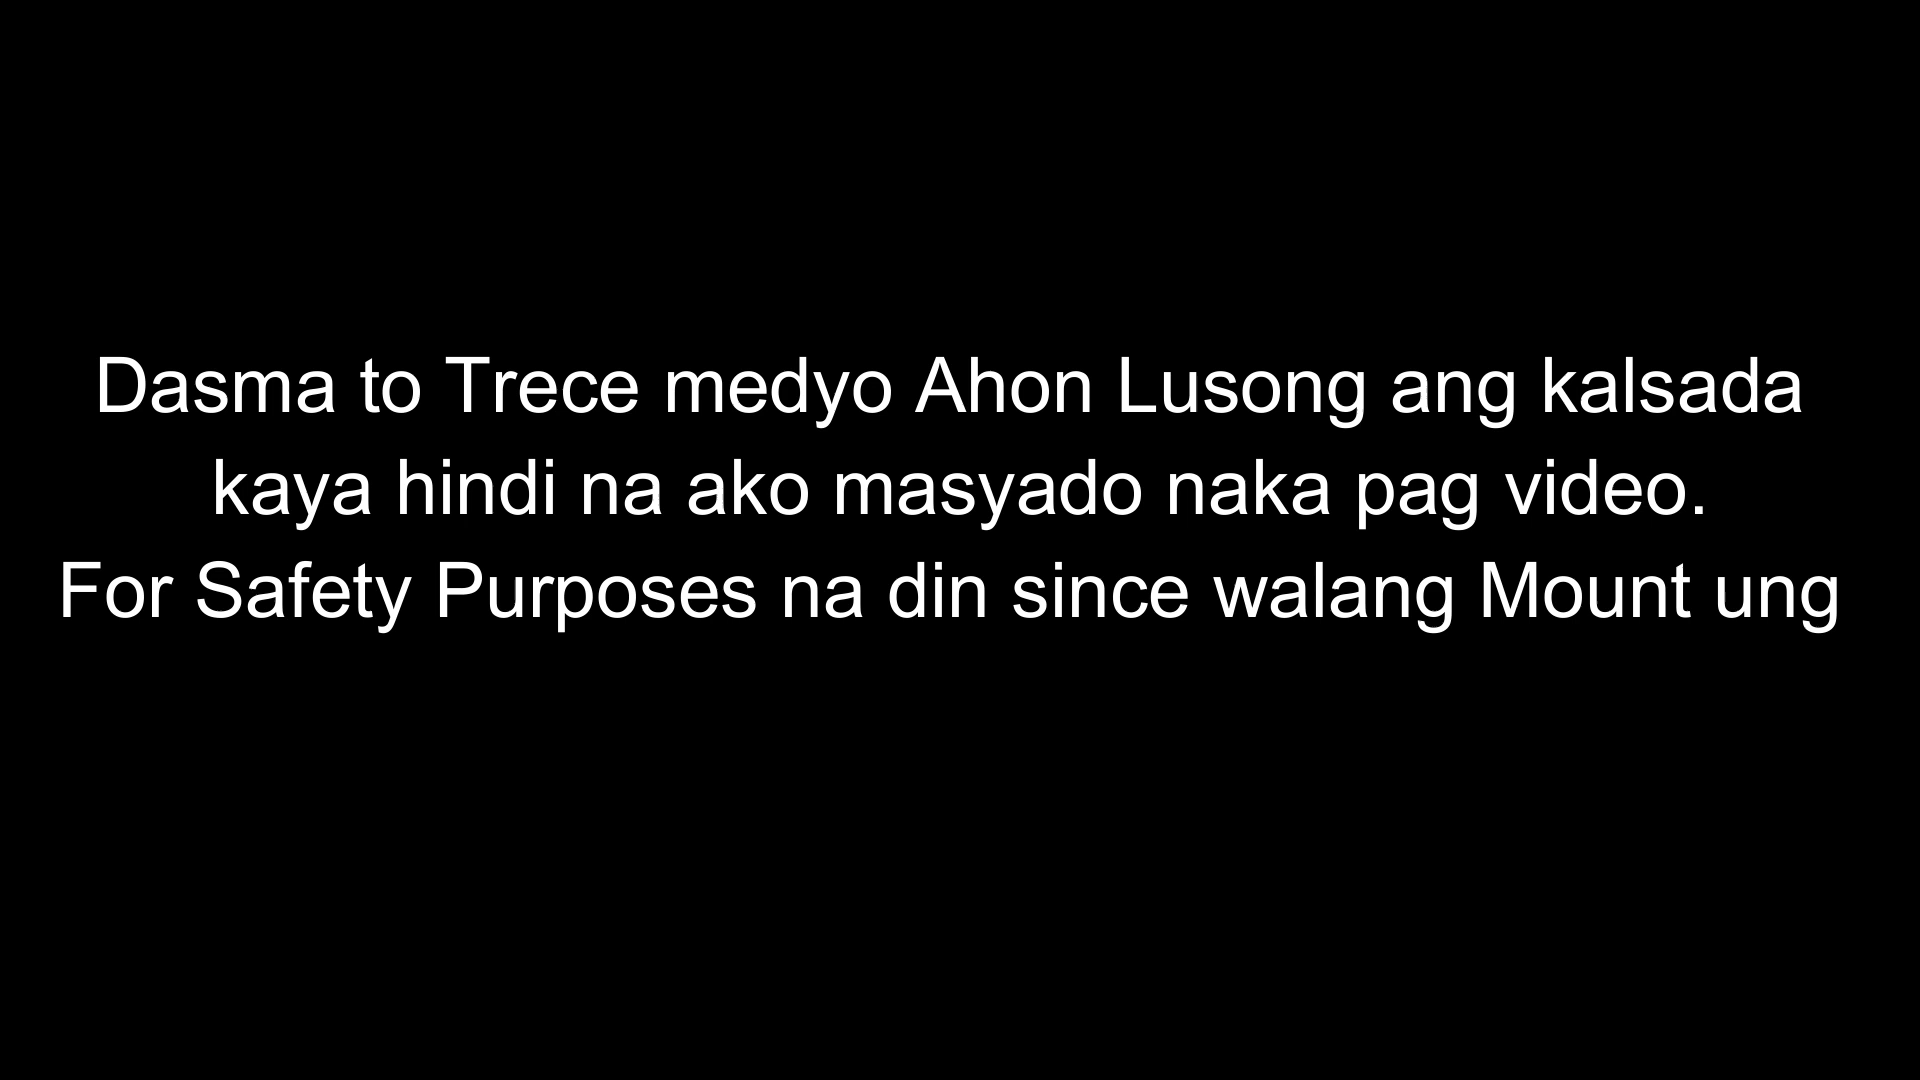 Dasma to Trece medyo Ahon Lusong ang kalsada
kaya hindi na ako masyado naka pag video.
For Safety Purposes na din since walang Mount ung